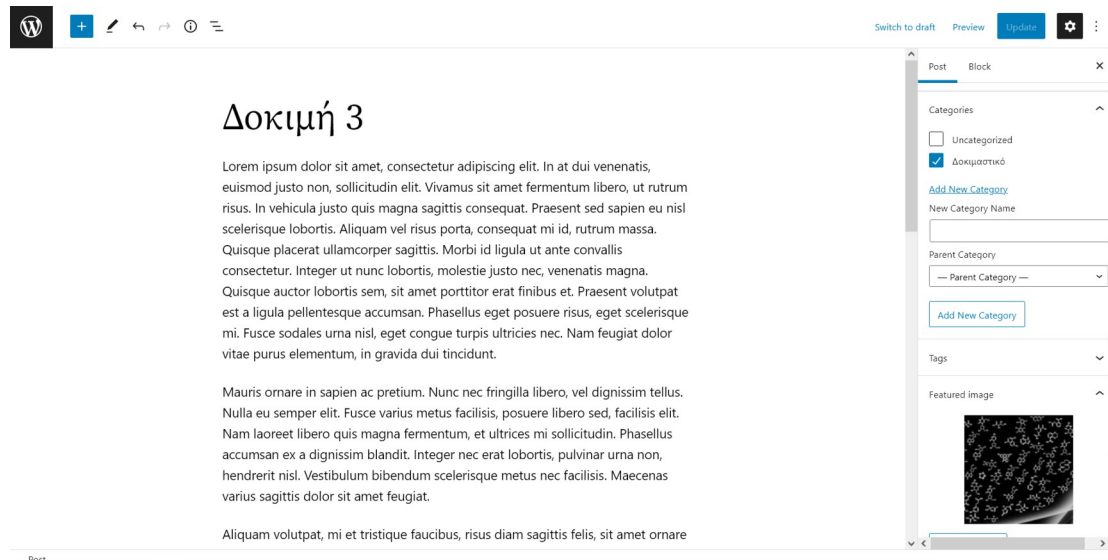 Switch to draft Preview Update
Post Block
Categories
Uncategorized
Δοκιμαστικό
Add New Category
New Category Name
Parent Category
— Parent Category —
Add New Category
Tags
Featured image
Δοκιμή 3
Lorem ipsum dolor sit amet, consectetur adipiscing elit. In at dui venenatis,
euismod justo non, sollicitudin elit. Vivamus sit amet fermentum libero, ut rutrum
risus. In vehicula justo quis magna sagittis consequat. Praesent sed sapien eu nisl
scelerisque lobortis. Aliquam vel risus porta, consequat mi id, rutrum massa.
Quisque placerat ullamcorper sagittis. Morbi id ligula ut ante convallis
consectetur. Integer ut nunc lobortis, molestie justo nec, venenatis magna.
Quisque auctor lobortis sem, sit amet porttitor erat finibus et. Praesent volutpat
est a ligula pellentesque accumsan. Phasellus eget posuere risus, eget scelerisque
mi. Fusce sodales urna nisl, eget congue turpis ultricies nec. Nam feugiat dolor
vitae purus elementum, in gravida dui tincidunt.
Mauris ornare in sapien ac pretium. Nunc nec fringilla libero, vel dignissim tellus.
Nulla eu semper elit. Fusce varius metus facilisis, posuere libero sed, facilisis elit.
Nam laoreet libero quis magna fermentum, et ultrices mi sollicitudin. Phasellus
accumsan ex a dignissim blandit. Integer nec erat lobortis, pulvinar urna non,
hendrerit nisl. Vestibulum bibendum scelerisque metus nec facilisis. Maecenas
varius sagittis dolor sit amet feugiat.
Aliquam volutpat, mi et tristique faucibus, risus diam sagittis felis, sit amet ornare
Post